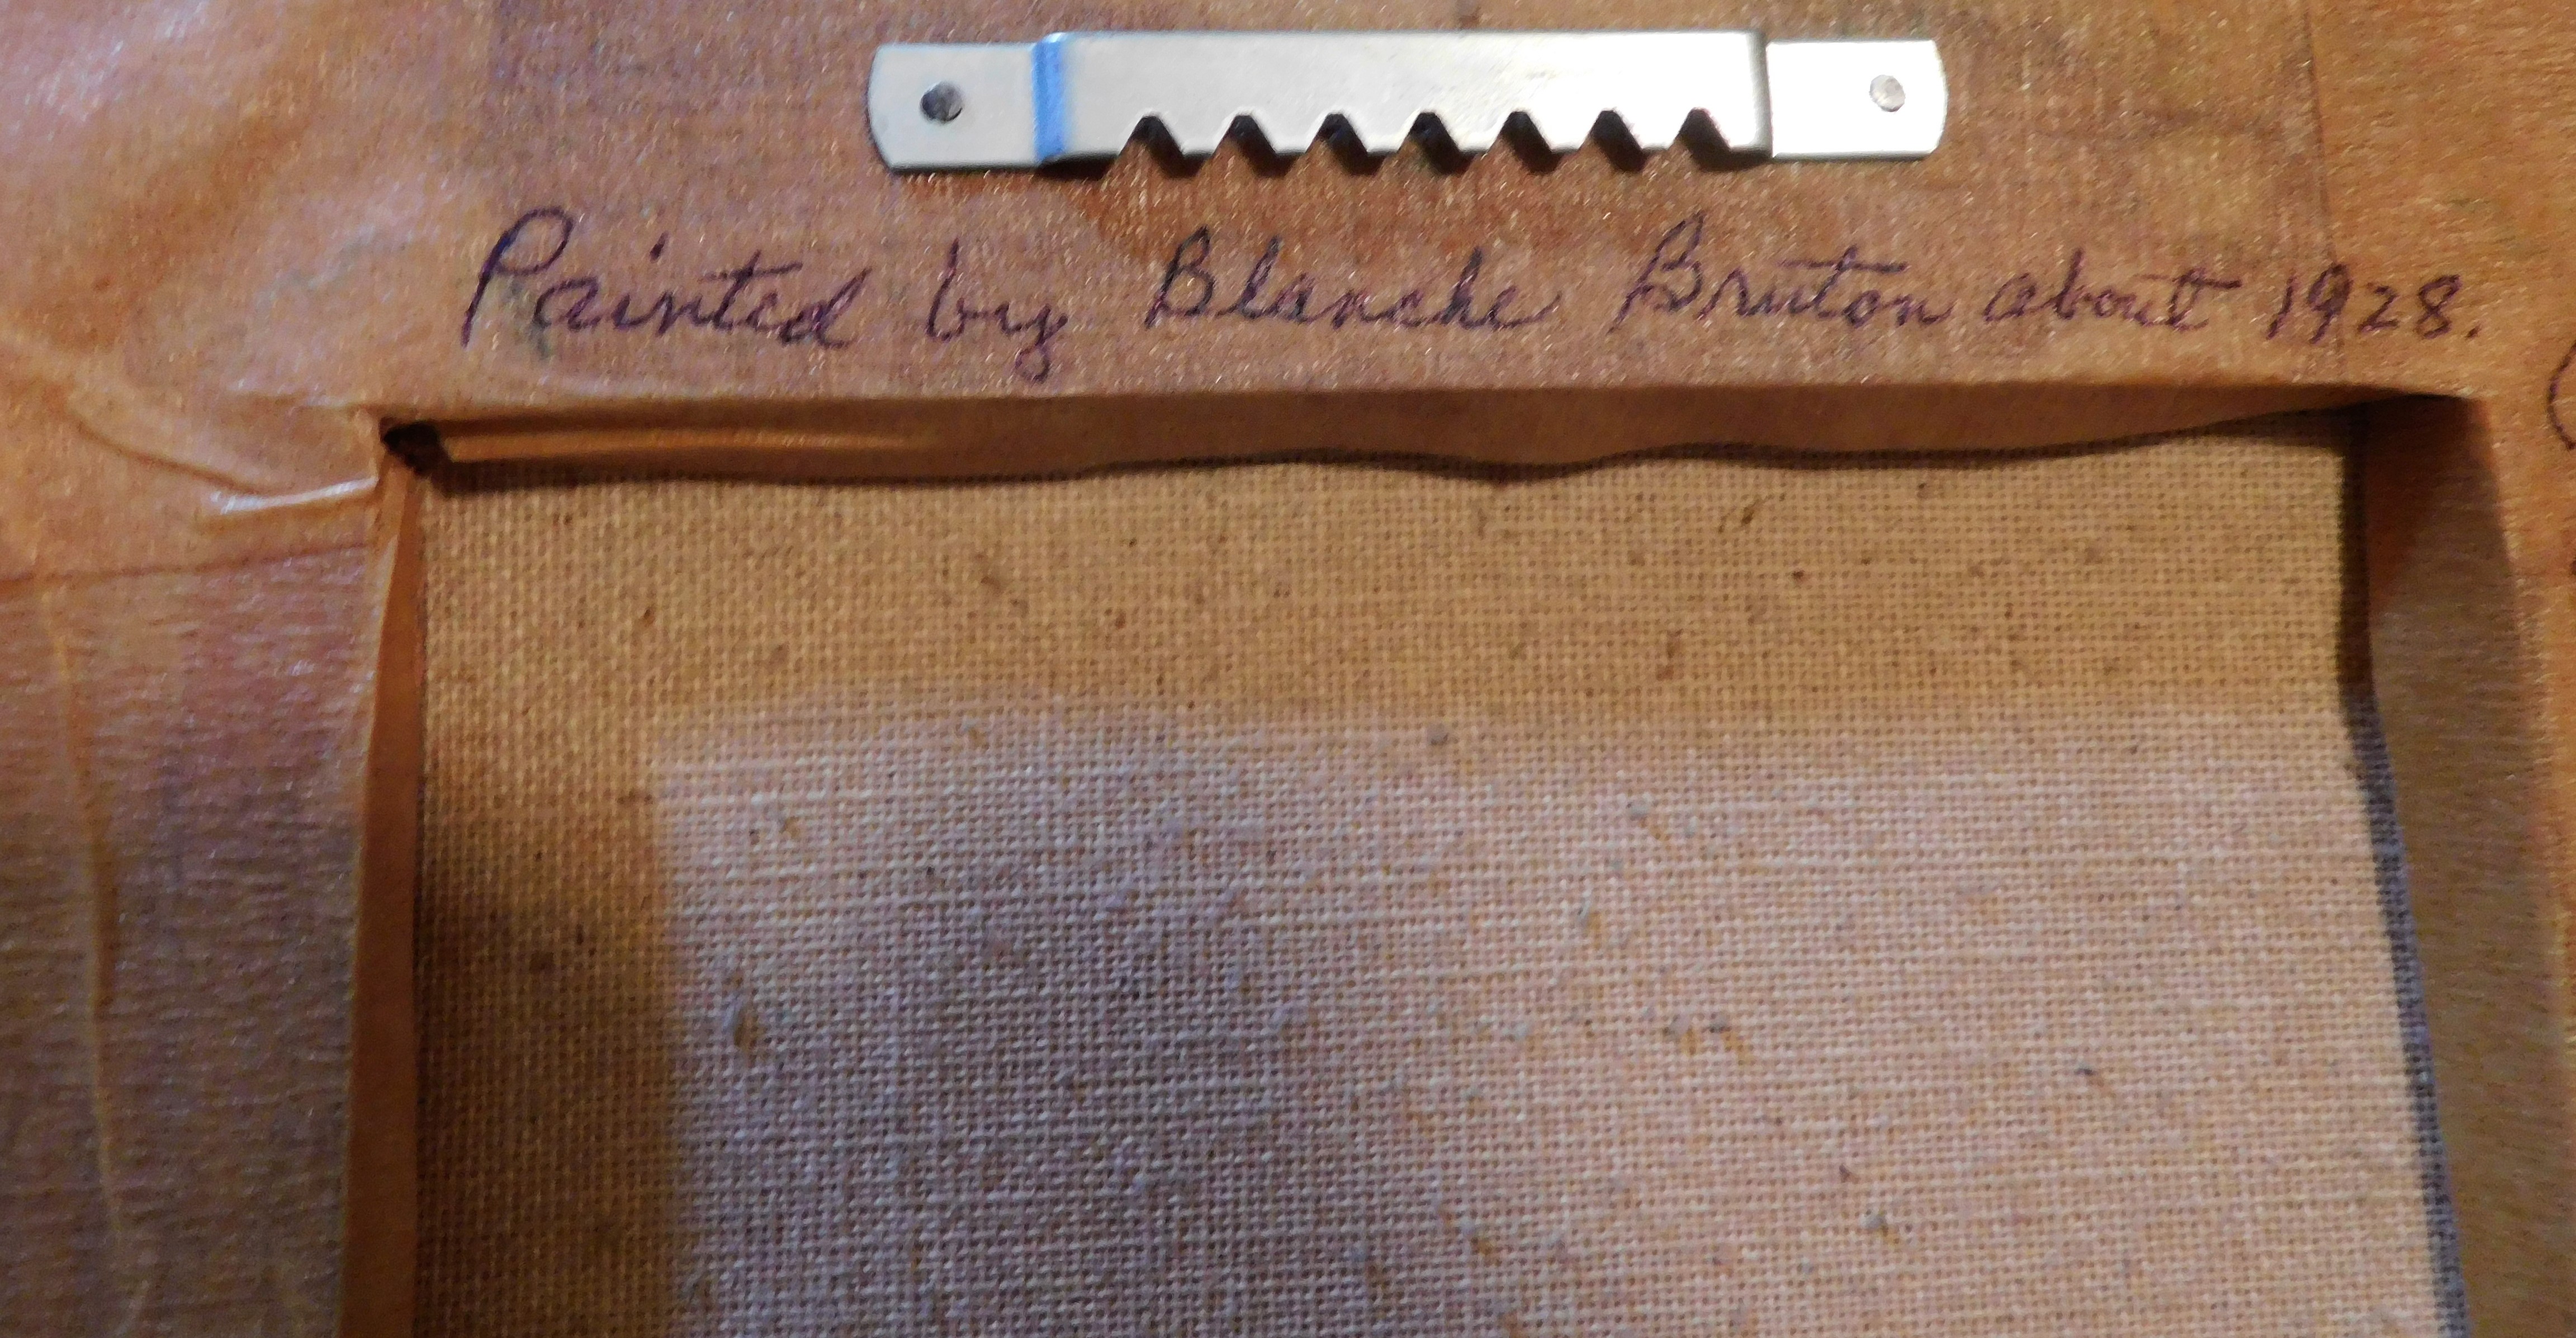 Painted by Blanche Bruton about 1928.